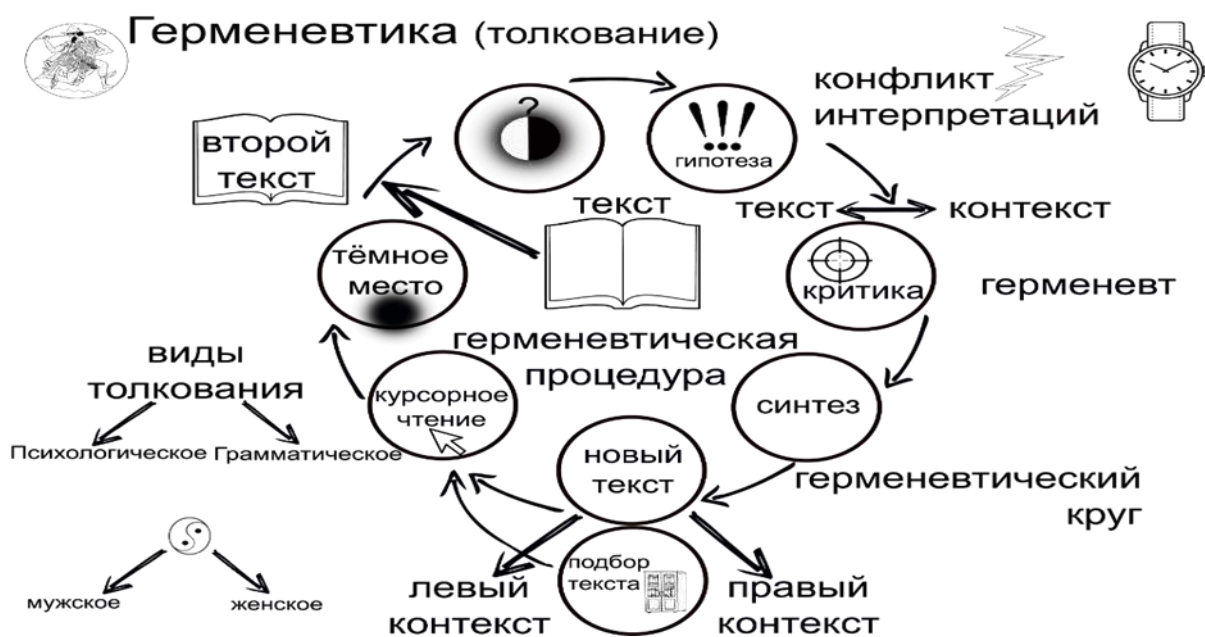 Герменевтика (толкование)
конфликт
интерпретаций
второй
текст
?
!!!
гипотеза
текст
текст
контекст
тёмное
место
критика
герменевт
герменевтическая
процедура
виды
толкования
курсорное
чтение
синтез
Психологическое
Грамматическое
новый
текст
герменевтический
круг
подбор
текста
левый
контекст
правый
контекст
мужское
женское